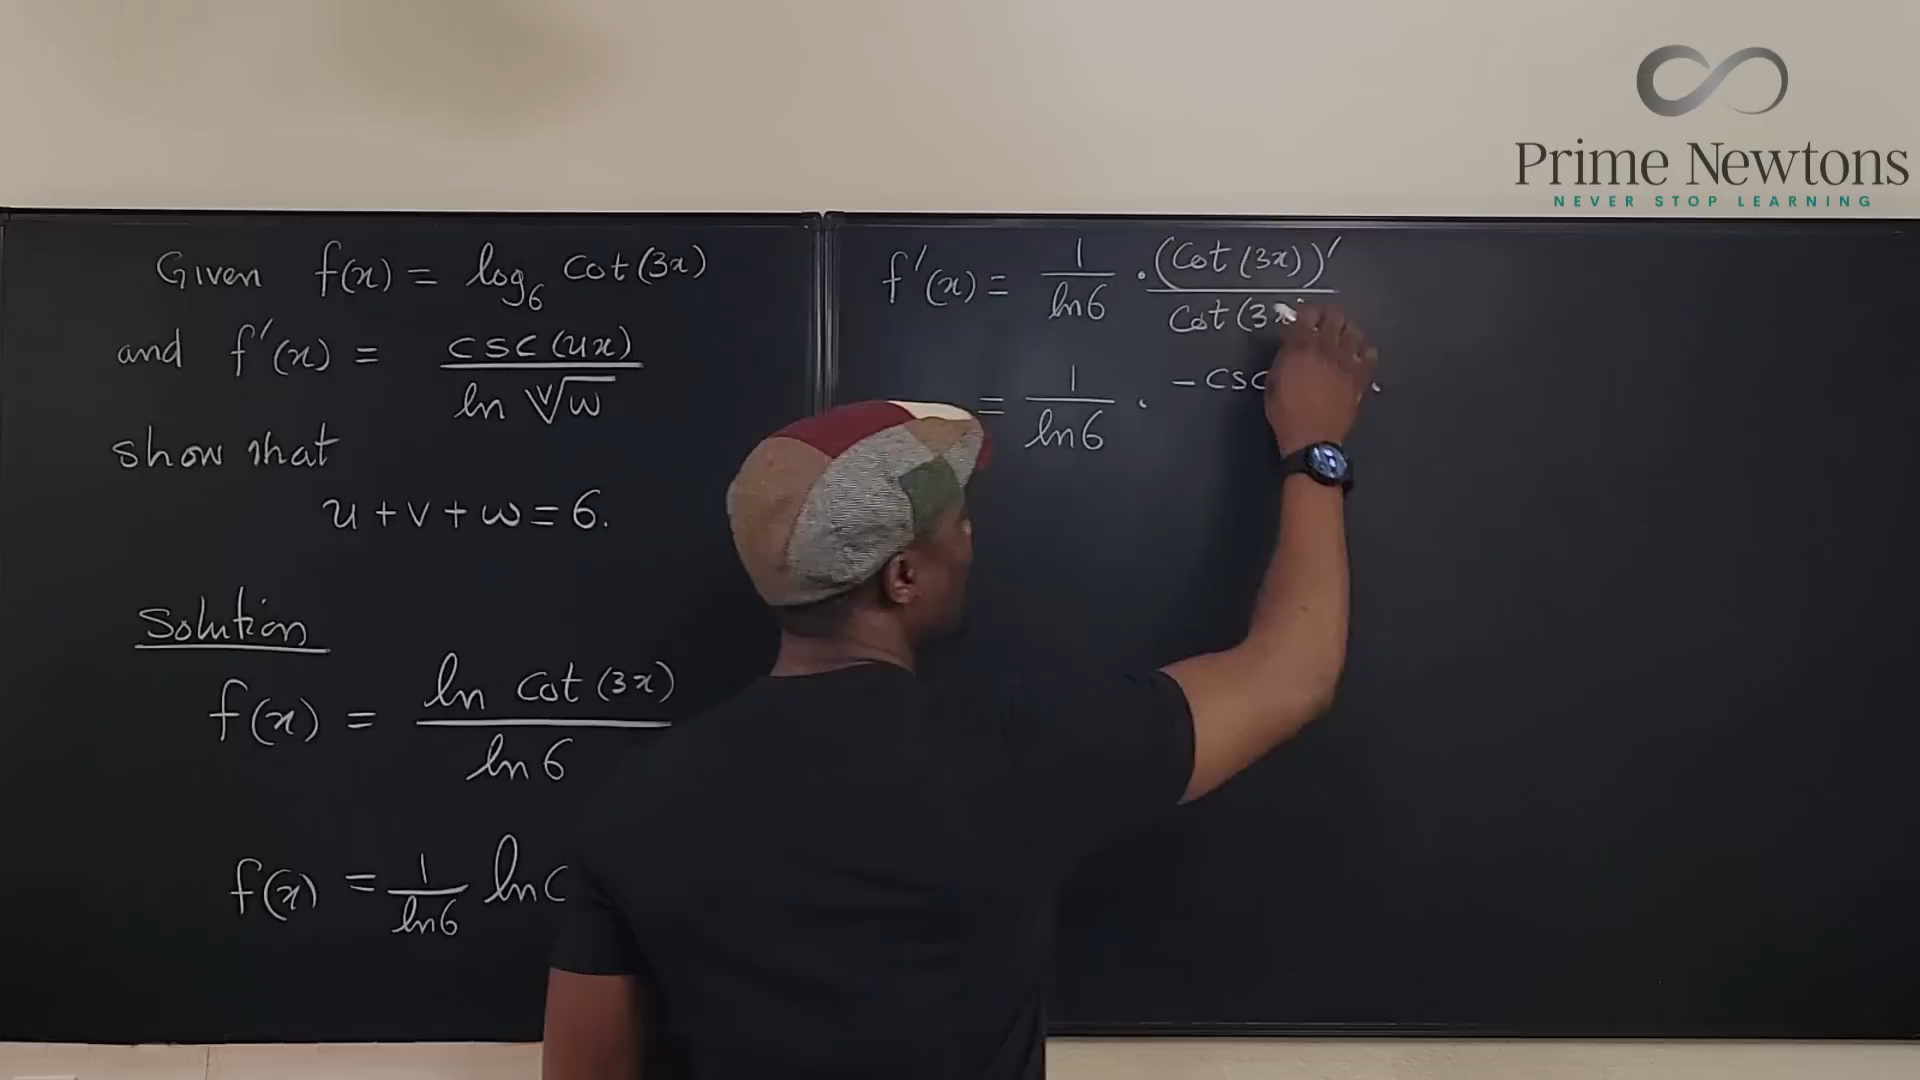 Prime Newtons
NEVER STOP LEARNING
Given f(x) = log₆ cot(3x)
and f'(x) = csc(ux) / ln ᵛ√w
show that
u + v + w = 6.
Solution
f(x) = ln cot(3x) / ln 6
f(x) = 1/ln6 ln c
f'(x) = 1/ln6 · (cot(3x))' / cot(3x
= 1/ln6 · -csc ·